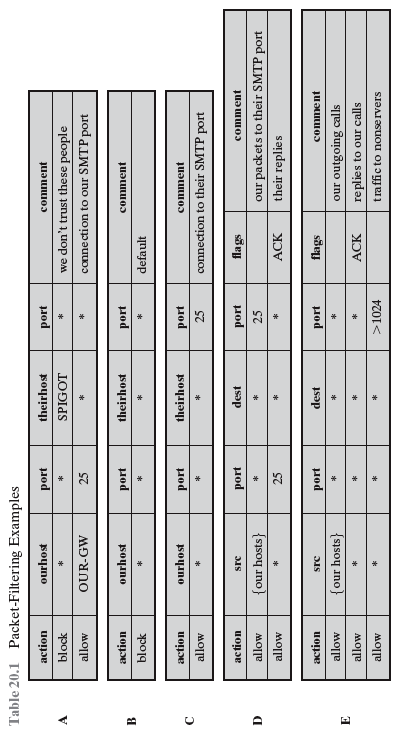 Table 20.1 Packet-Filtering Examples
A
action ourhost port theirhost port comment
block * * SPIGOT * we don't trust these people
allow OUR-GW 25 * * connection to our SMTP port
B
action ourhost port theirhost port comment
block * * * * default
C
action ourhost port theirhost port comment
allow * * * 25 connection to their SMTP port
D
action src port dest port flags comment
allow {our hosts} * * 25 our packets to their SMTP port
allow * 25 * * ACK their replies
E
action src port dest port flags comment
allow {our hosts} * * * our outgoing calls
allow * * * * ACK replies to our calls
allow * * * >1024 traffic to nonservers